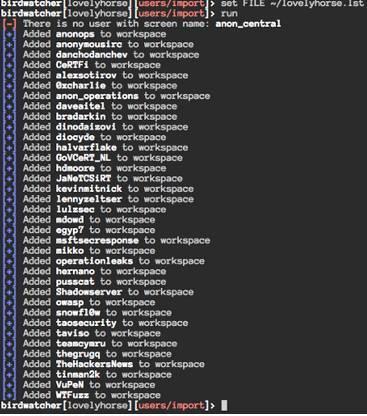 birdwatcher[lovelyhorse][users/import]> set FILE ~/lovelyhorse.lst
birdwatcher[lovelyhorse][users/import]> run
[-] There is no user with screen name: anon_central
[+] Added anonops to workspace
[+] Added anonymousirc to workspace
[+] Added danchodanchev to workspace
[+] Added CeRTFi to workspace
[+] Added alexsotirov to workspace
[+] Added 0xcharlie to workspace
[+] Added anon_operations to workspace
[+] Added daveaitel to workspace
[+] Added bradarkin to workspace
[+] Added dinodaizovi to workspace
[+] Added diocyde to workspace
[+] Added halvarflake to workspace
[+] Added GoVCeRT_NL to workspace
[+] Added hdmoore to workspace
[+] Added JaNeTCSiRT to workspace
[+] Added kevinmitnick to workspace
[+] Added lennyzeltser to workspace
[+] Added lulzsec to workspace
[+] Added mdowd to workspace
[+] Added egyp7 to workspace
[+] Added msftsecresponse to workspace
[+] Added mikko to workspace
[+] Added operationleaks to workspace
[+] Added hernano to workspace
[+] Added pusscat to workspace
[+] Added Shadowserver to workspace
[+] Added owasp to workspace
[+] Added snowfl0w to workspace
[+] Added taosecurity to workspace
[+] Added taviso to workspace
[+] Added teamcymru to workspace
[+] Added thegrugq to workspace
[+] Added TheHackersNews to workspace
[+] Added tinman2k to workspace
[+] Added VuPeN to workspace
[+] Added WTFuzz to workspace
birdwatcher[lovelyhorse][users/import]>